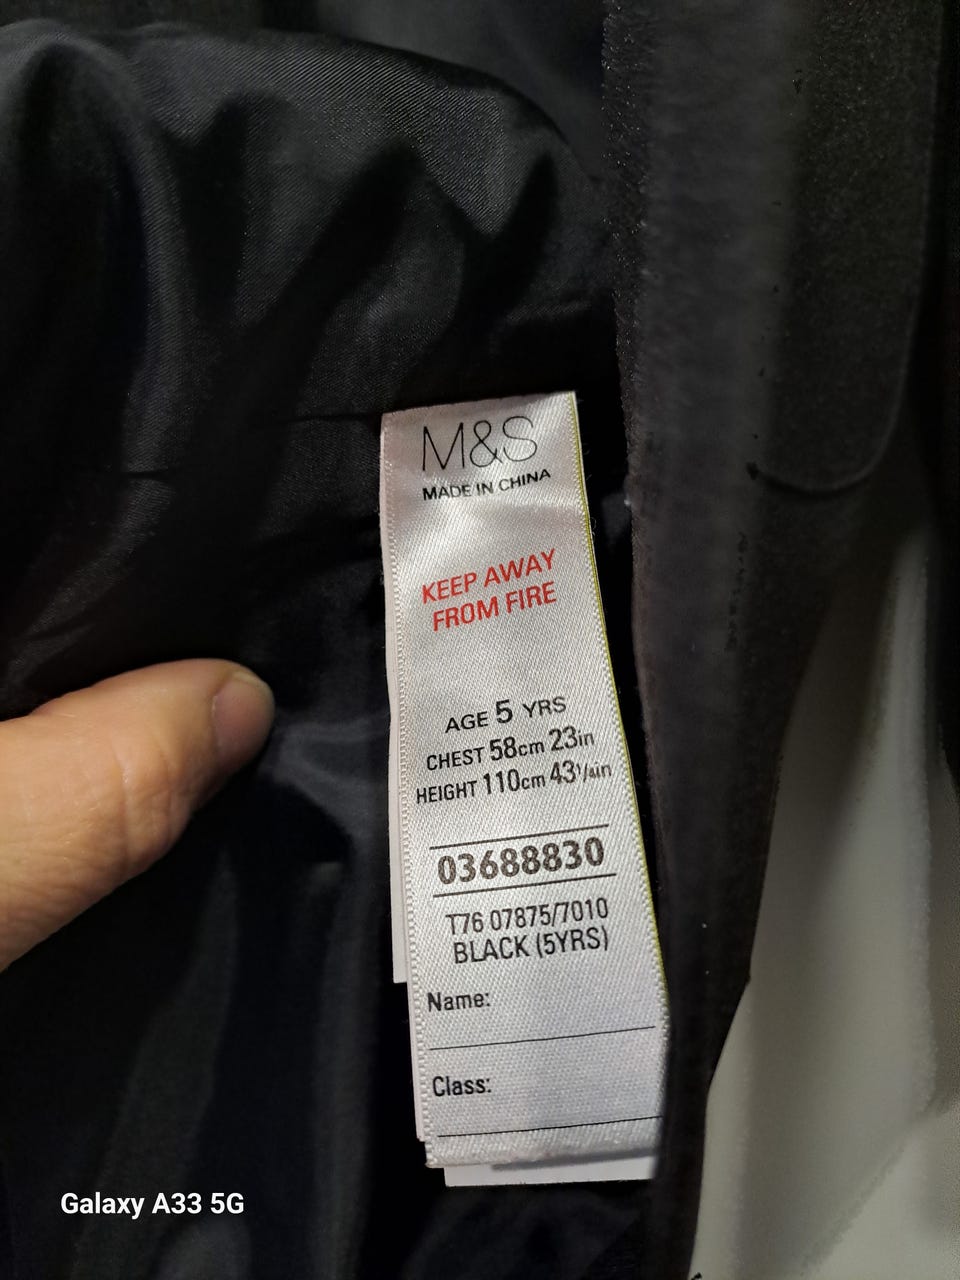 M&S
MADE IN CHINA
KEEP AWAY
FROM FIRE
AGE 5 YRS
CHEST 58cm 23in
HEIGHT 110cm 43¼in
03688830
T76 07875/7010
BLACK (5YRS)
Name:
Class:
Galaxy A33 5G